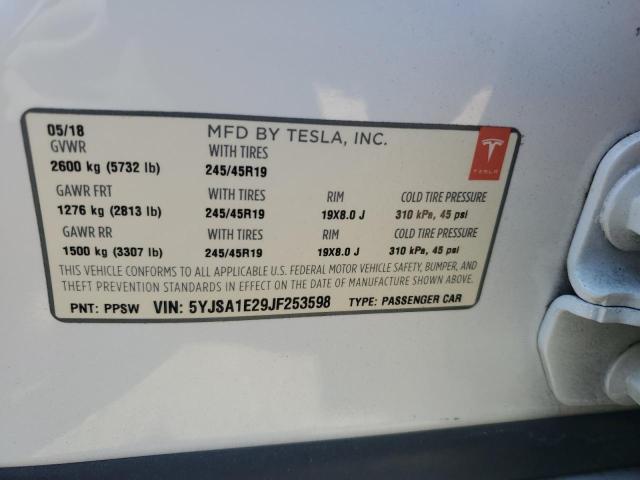 05/18 MFD BY TESLA, INC.
GVWR WITH TIRES
2600 kg (5732 lb) 245/45R19
TESLA
GAWR FRT WITH TIRES RIM COLD TIRE PRESSURE
1276 kg (2813 lb) 245/45R19 19X8.0 J 310 kPa, 45 psi
GAWR RR WITH TIRES RIM COLD TIRE PRESSURE
1500 kg (3307 lb) 245/45R19 19X8.0 J 310 kPa, 45 psi
THIS VEHICLE CONFORMS TO ALL APPLICABLE U.S. FEDERAL MOTOR VEHICLE SAFETY, BUMPER, AND
THEFT PREVENTION STANDARDS IN EFFECT ON THE DATE OF MANUFACTURE SHOWN ABOVE.
PNT: PPSW VIN: 5YJSA1E29JF253598 TYPE: PASSENGER CAR